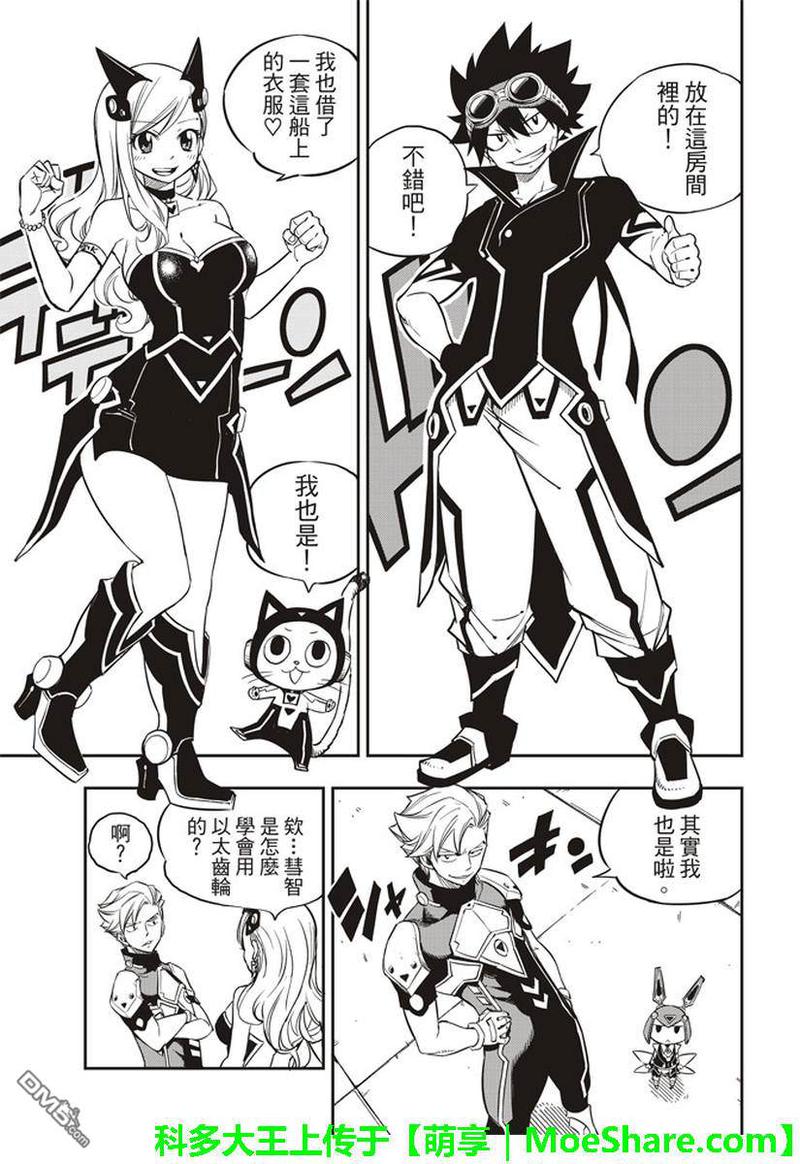 放在這房間
裡的！
不錯吧！
我也借了
一套這船上
的衣服♡
我也是！
其實我
也是啦。
欸…彗智
是怎麼
學會用
以太齒輪
的？
啊？
DM5.com
科多大王上传于【萌享｜MoeShare.com】